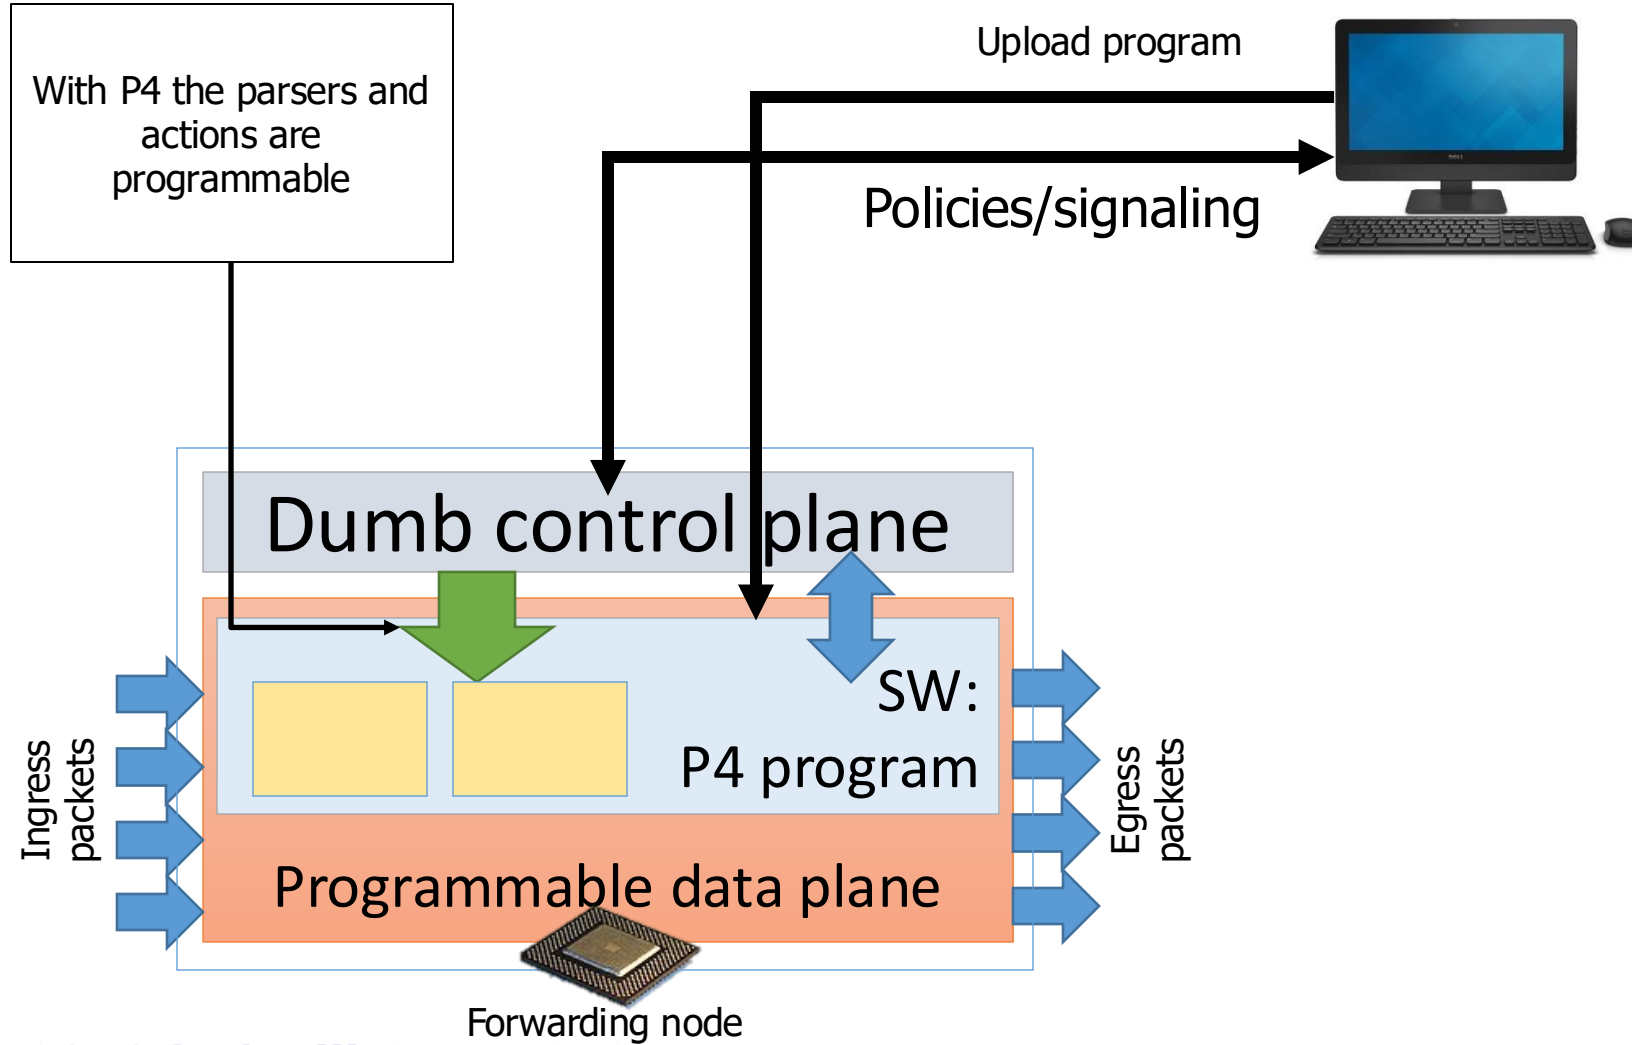 Upload program
With P4 the parsers and
actions are
programmable
Policies/signaling
Dumb control plane
SW:
P4 program
Ingress
packets
Egress
packets
Programmable data plane
Forwarding node